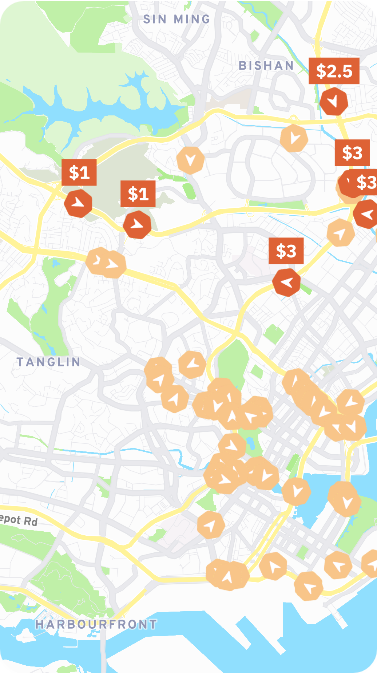 SIN MING
BISHAN
$2.5
$3
$3
$1
$1
$3
TANGLIN
epot Rd
HARBOURFRONT